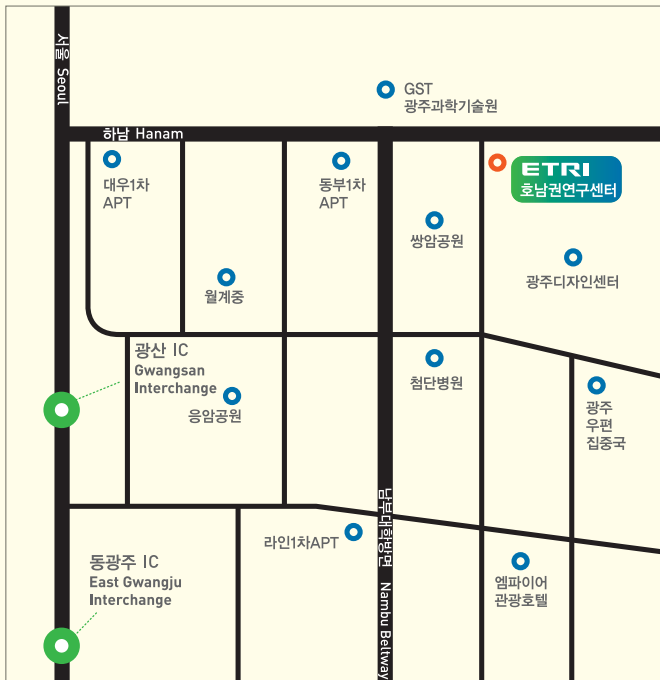 서울 Seoul
GST
광주과학기술원
하남 Hanam
대우1차
APT
동부1차
APT
ETRI
호남권연구센터
쌍암공원
월계중
광주디자인센터
광산 IC
Gwangsan
Interchange
응암공원
첨단병원
광주
우편
집중국
남부대학방면 Nambu Beltway
라인1차APT
동광주 IC
East Gwangju
Interchange
엠파이어
관광호텔